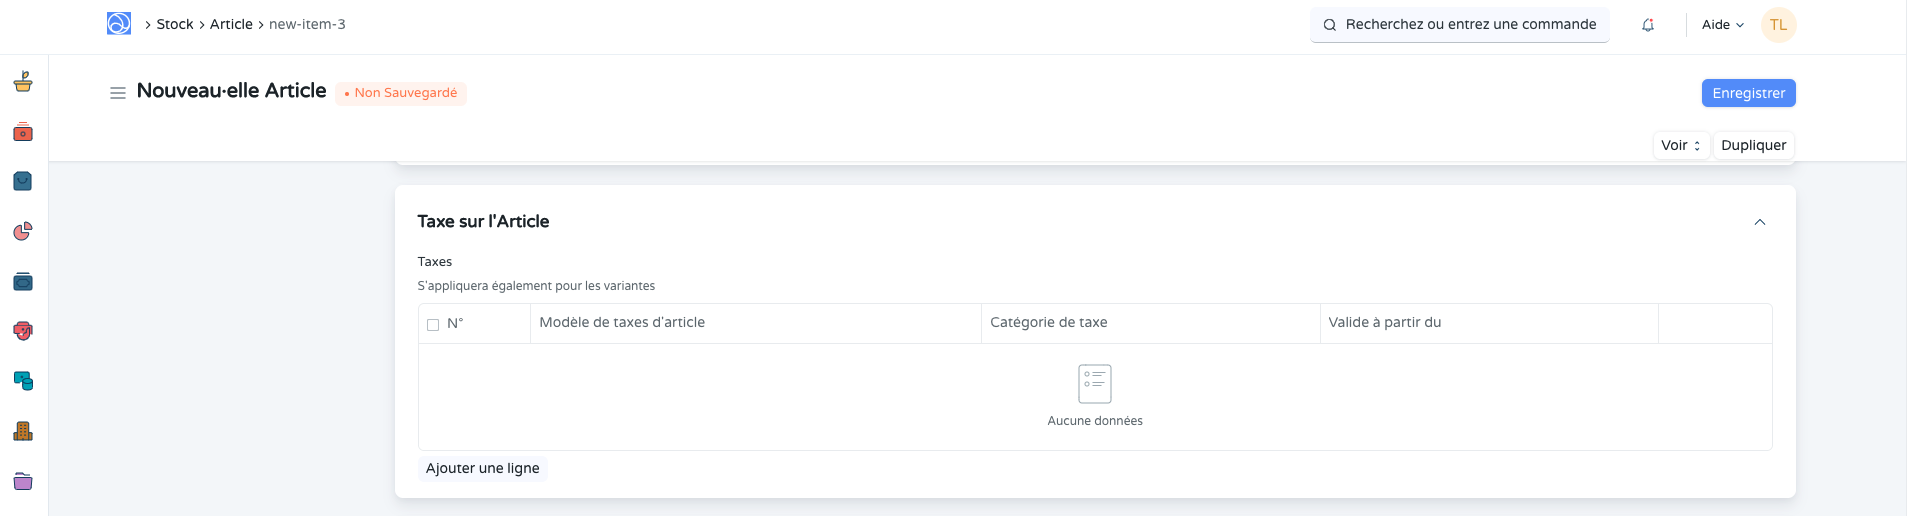 Stock Article new-item-3
Recherchez ou entrez une commande
Aide
TL
Nouveau·elle Article
Non Sauvegardé
Enregistrer
Voir
Dupliquer
Taxe sur l'Article
Taxes
S'appliquera également pour les variantes
N° Modèle de taxes d'article Catégorie de taxe Valide à partir du
Aucune données
Ajouter une ligne